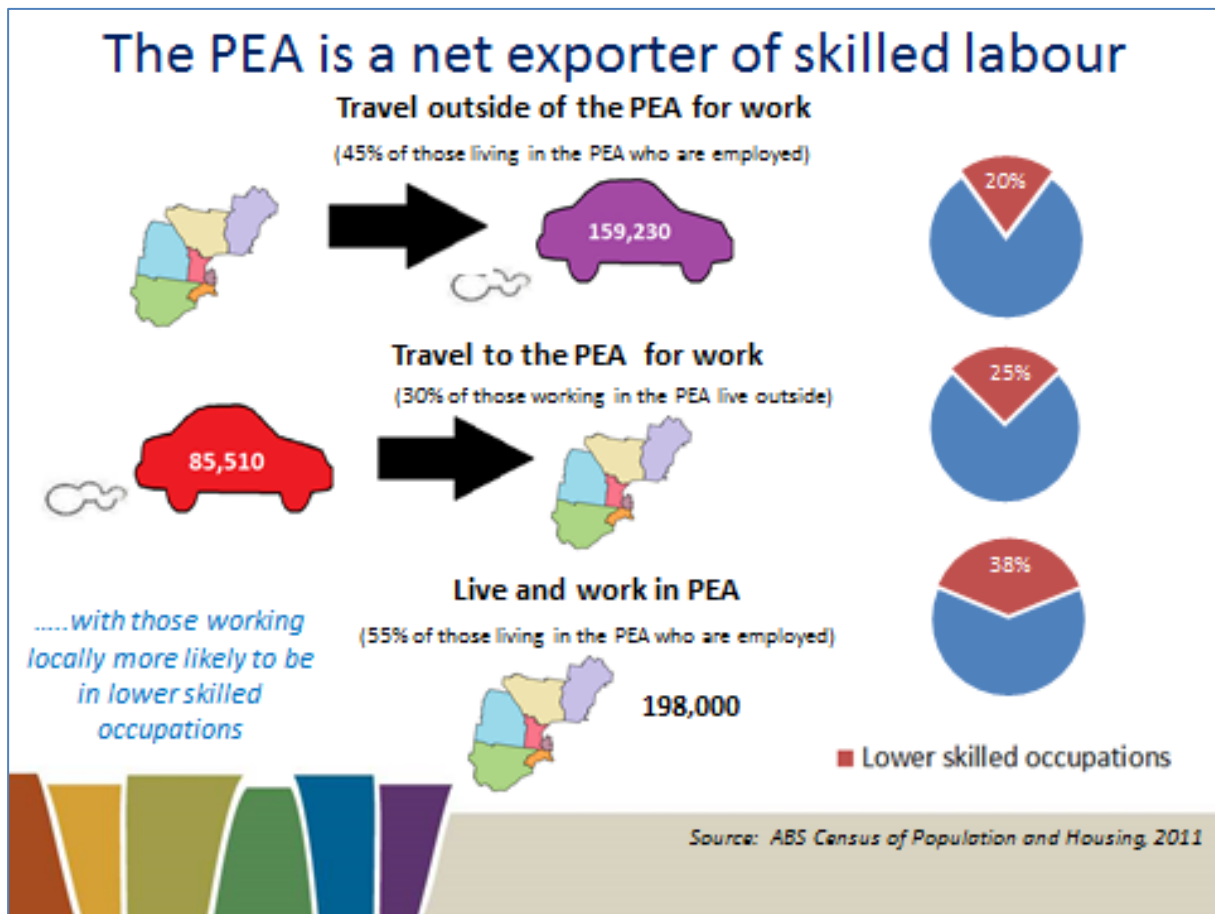 The PEA is a net exporter of skilled labour
Travel outside of the PEA for work
(45% of those living in the PEA who are employed)
159,230
20%
Travel to the PEA for work
(30% of those working in the PEA live outside)
85,510
25%
Live and work in PEA
(55% of those living in the PEA who are employed)
198,000
38%
.....with those working
locally more likely to be
in lower skilled
occupations
Lower skilled occupations
Source: ABS Census of Population and Housing, 2011